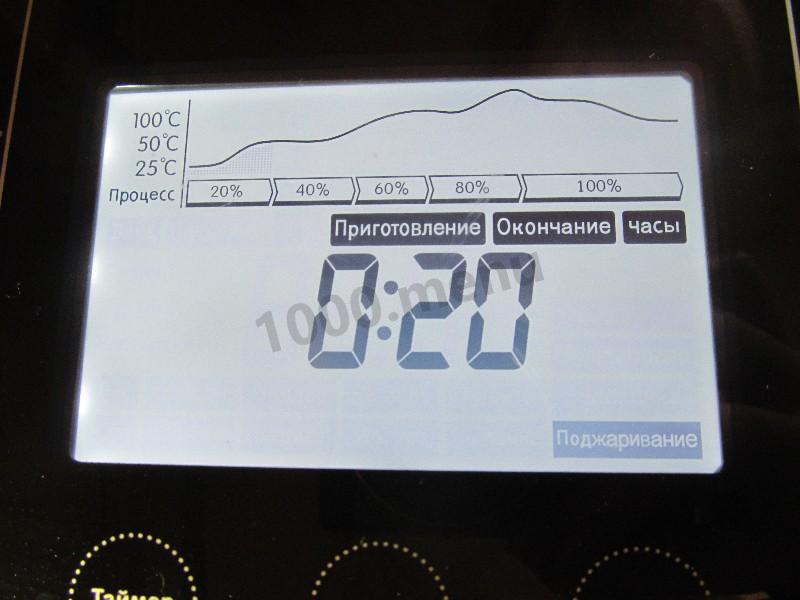 100°C
50°C
25°C
Процесс 20% 40% 60% 80% 100%
Приготовление Окончание часы
0:20
1000.menu
Поджаривание
Таймер